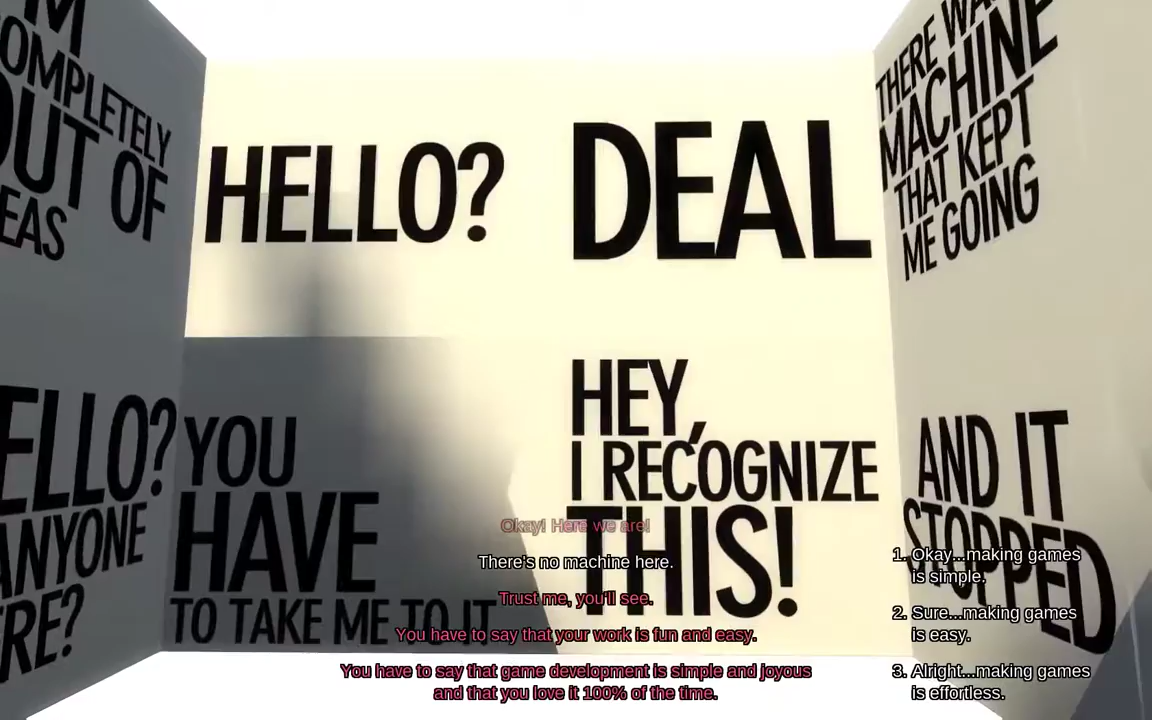 M
COMPLETELY
OUT OF
EAS
HELLO?
DEAL
THERE WA
MACHINE
THAT KEPT
ME GOING
ELLO?
ANYONE
ERE?
YOU
HAVE
TO TAKE ME TO IT
HEY,
I RECOGNIZE
THIS!
AND IT
STOPPED
Okay! Here we are!
There's no machine here.
Trust me, you'll see.
You have to say that your work is fun and easy.
You have to say that game development is simple and joyous
and that you love it 100% of the time.
1. Okay...making games
is simple.
2. Sure...making games
is easy.
3. Alright...making games
is effortless.